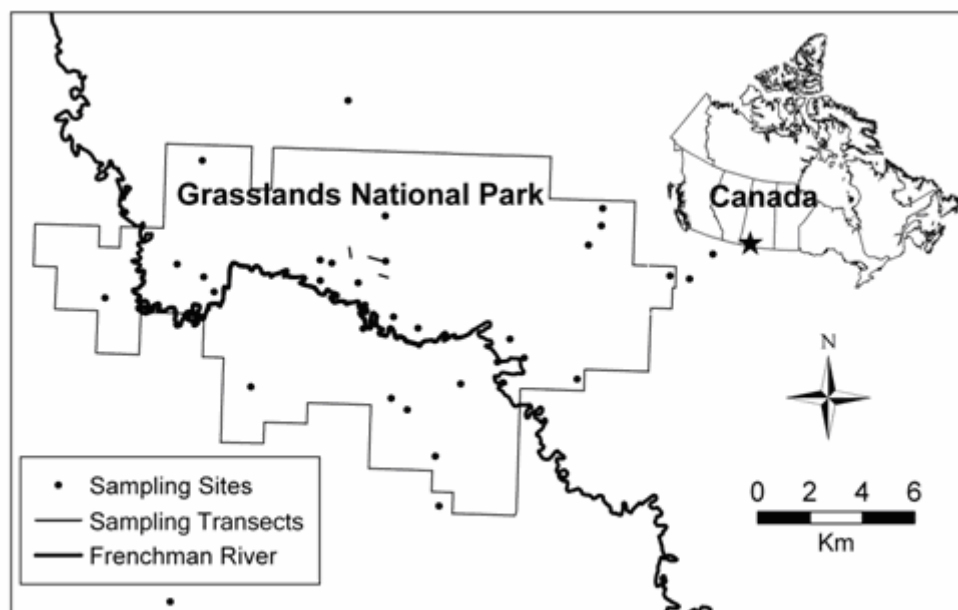 Grasslands National Park
Canada
N
Sampling Sites
Sampling Transects
Frenchman River
0 2 4 6
Km